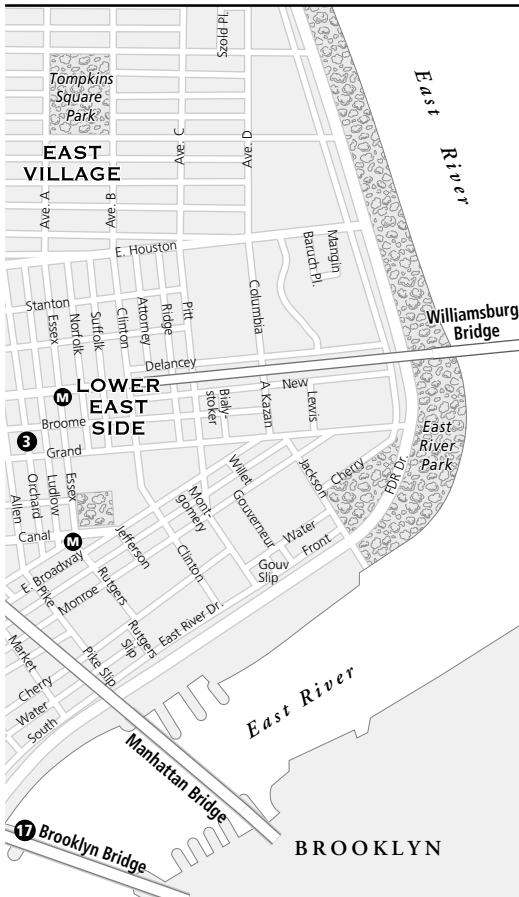 Szold Pl.
East
River
Tompkins
Square
Park
Ave. C
Ave. D
EAST
VILLAGE
Ave. A
Ave. B
E. Houston
Mangin
Baruch Pl.
Columbia
Stanton
Essex
Norfolk
Suffolk
Clinton
Attorney
Ridge
Pitt
Williamsburg
Bridge
Delancey
M
LOWER
EAST
SIDE
New
Lewis
A. Kazan
Bialy-
stoker
Broome
3
Grand
East
River
Park
Willet
Jackson
Cherry
FDR Dr.
Allen
Orchard
Ludlow
Essex
Mont-
gomery
Gouverneur
Water
Front
Canal
M
Jefferson
Clinton
Gouv
Slip
E. Broadway
Pike
Monroe
Rutgers
Rutgers
Slip
East River Dr.
Market
Pike Slip
Cherry
Water
South
East River
Manhattan Bridge
17
Brooklyn Bridge
BROOKLYN